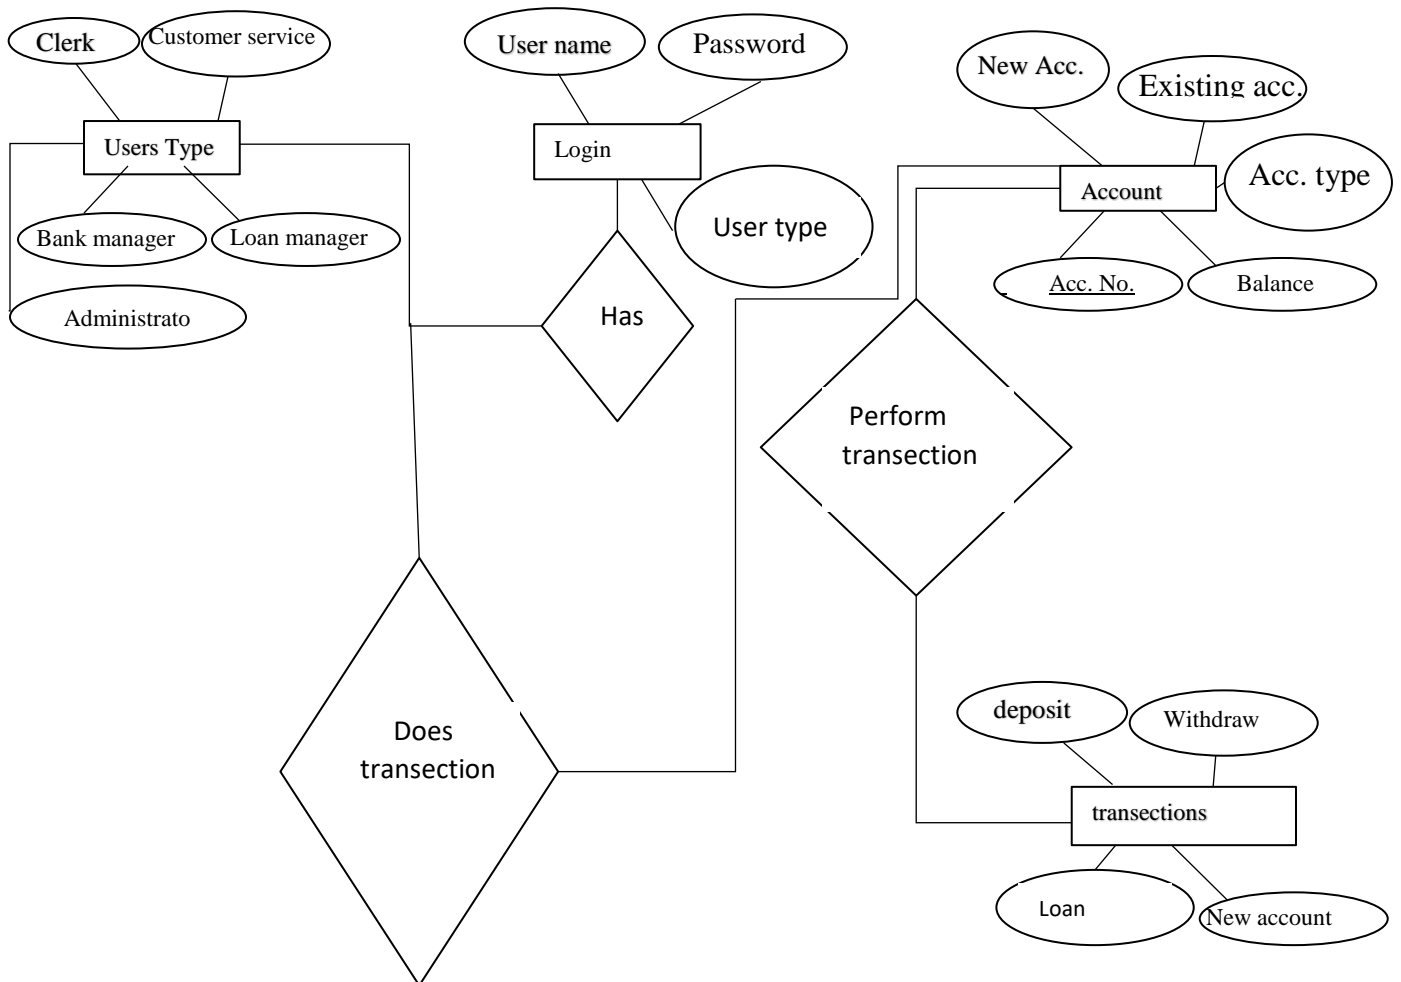 Clerk
Customer service
Users Type
Bank manager
Loan manager
Administrato
User name
Password
Login
User type
Has
New Acc.
Existing acc.
Acc. type
Account
Acc. No.
Balance
Perform
transection
Does
transection
deposit
Withdraw
transections
Loan
New account